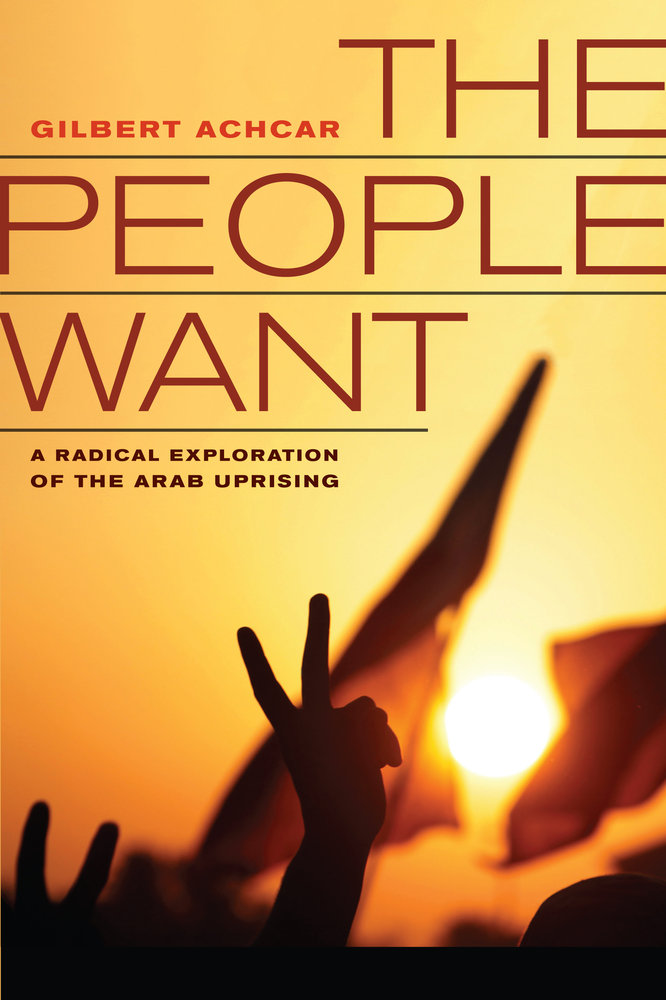 THE
GILBERT ACHCAR
PEOPLE
WANT
A RADICAL EXPLORATION
OF THE ARAB UPRISING